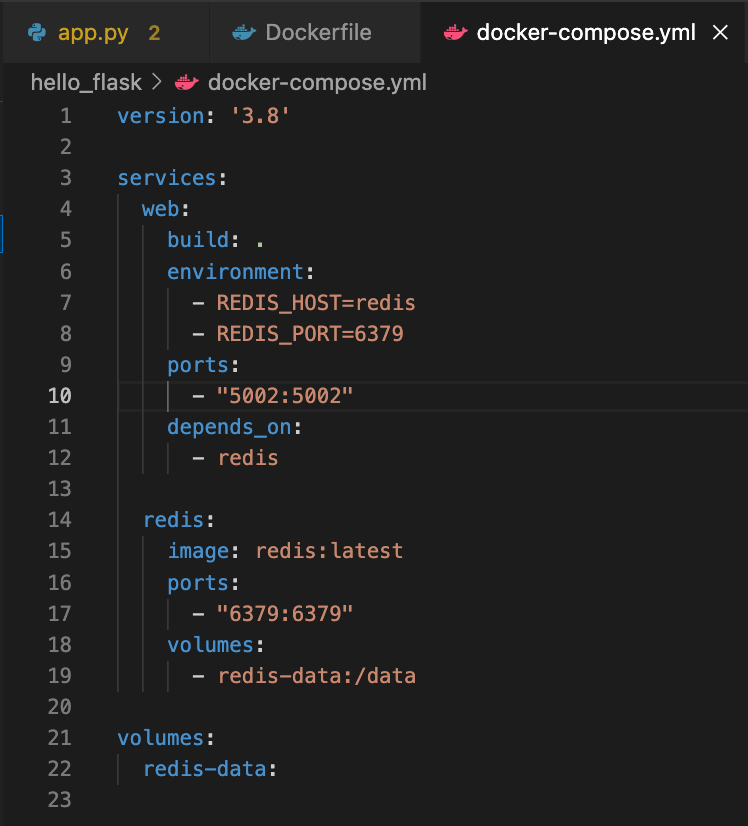 app.py 2 Dockerfile docker-compose.yml ×
hello_flask > docker-compose.yml
1 version: '3.8'
2
3 services:
4   web:
5     build: .
6     environment:
7       - REDIS_HOST=redis
8       - REDIS_PORT=6379
9     ports:
10       - "5002:5002"
11     depends_on:
12       - redis
13
14   redis:
15     image: redis:latest
16     ports:
17       - "6379:6379"
18     volumes:
19       - redis-data:/data
20
21 volumes:
22   redis-data:
23